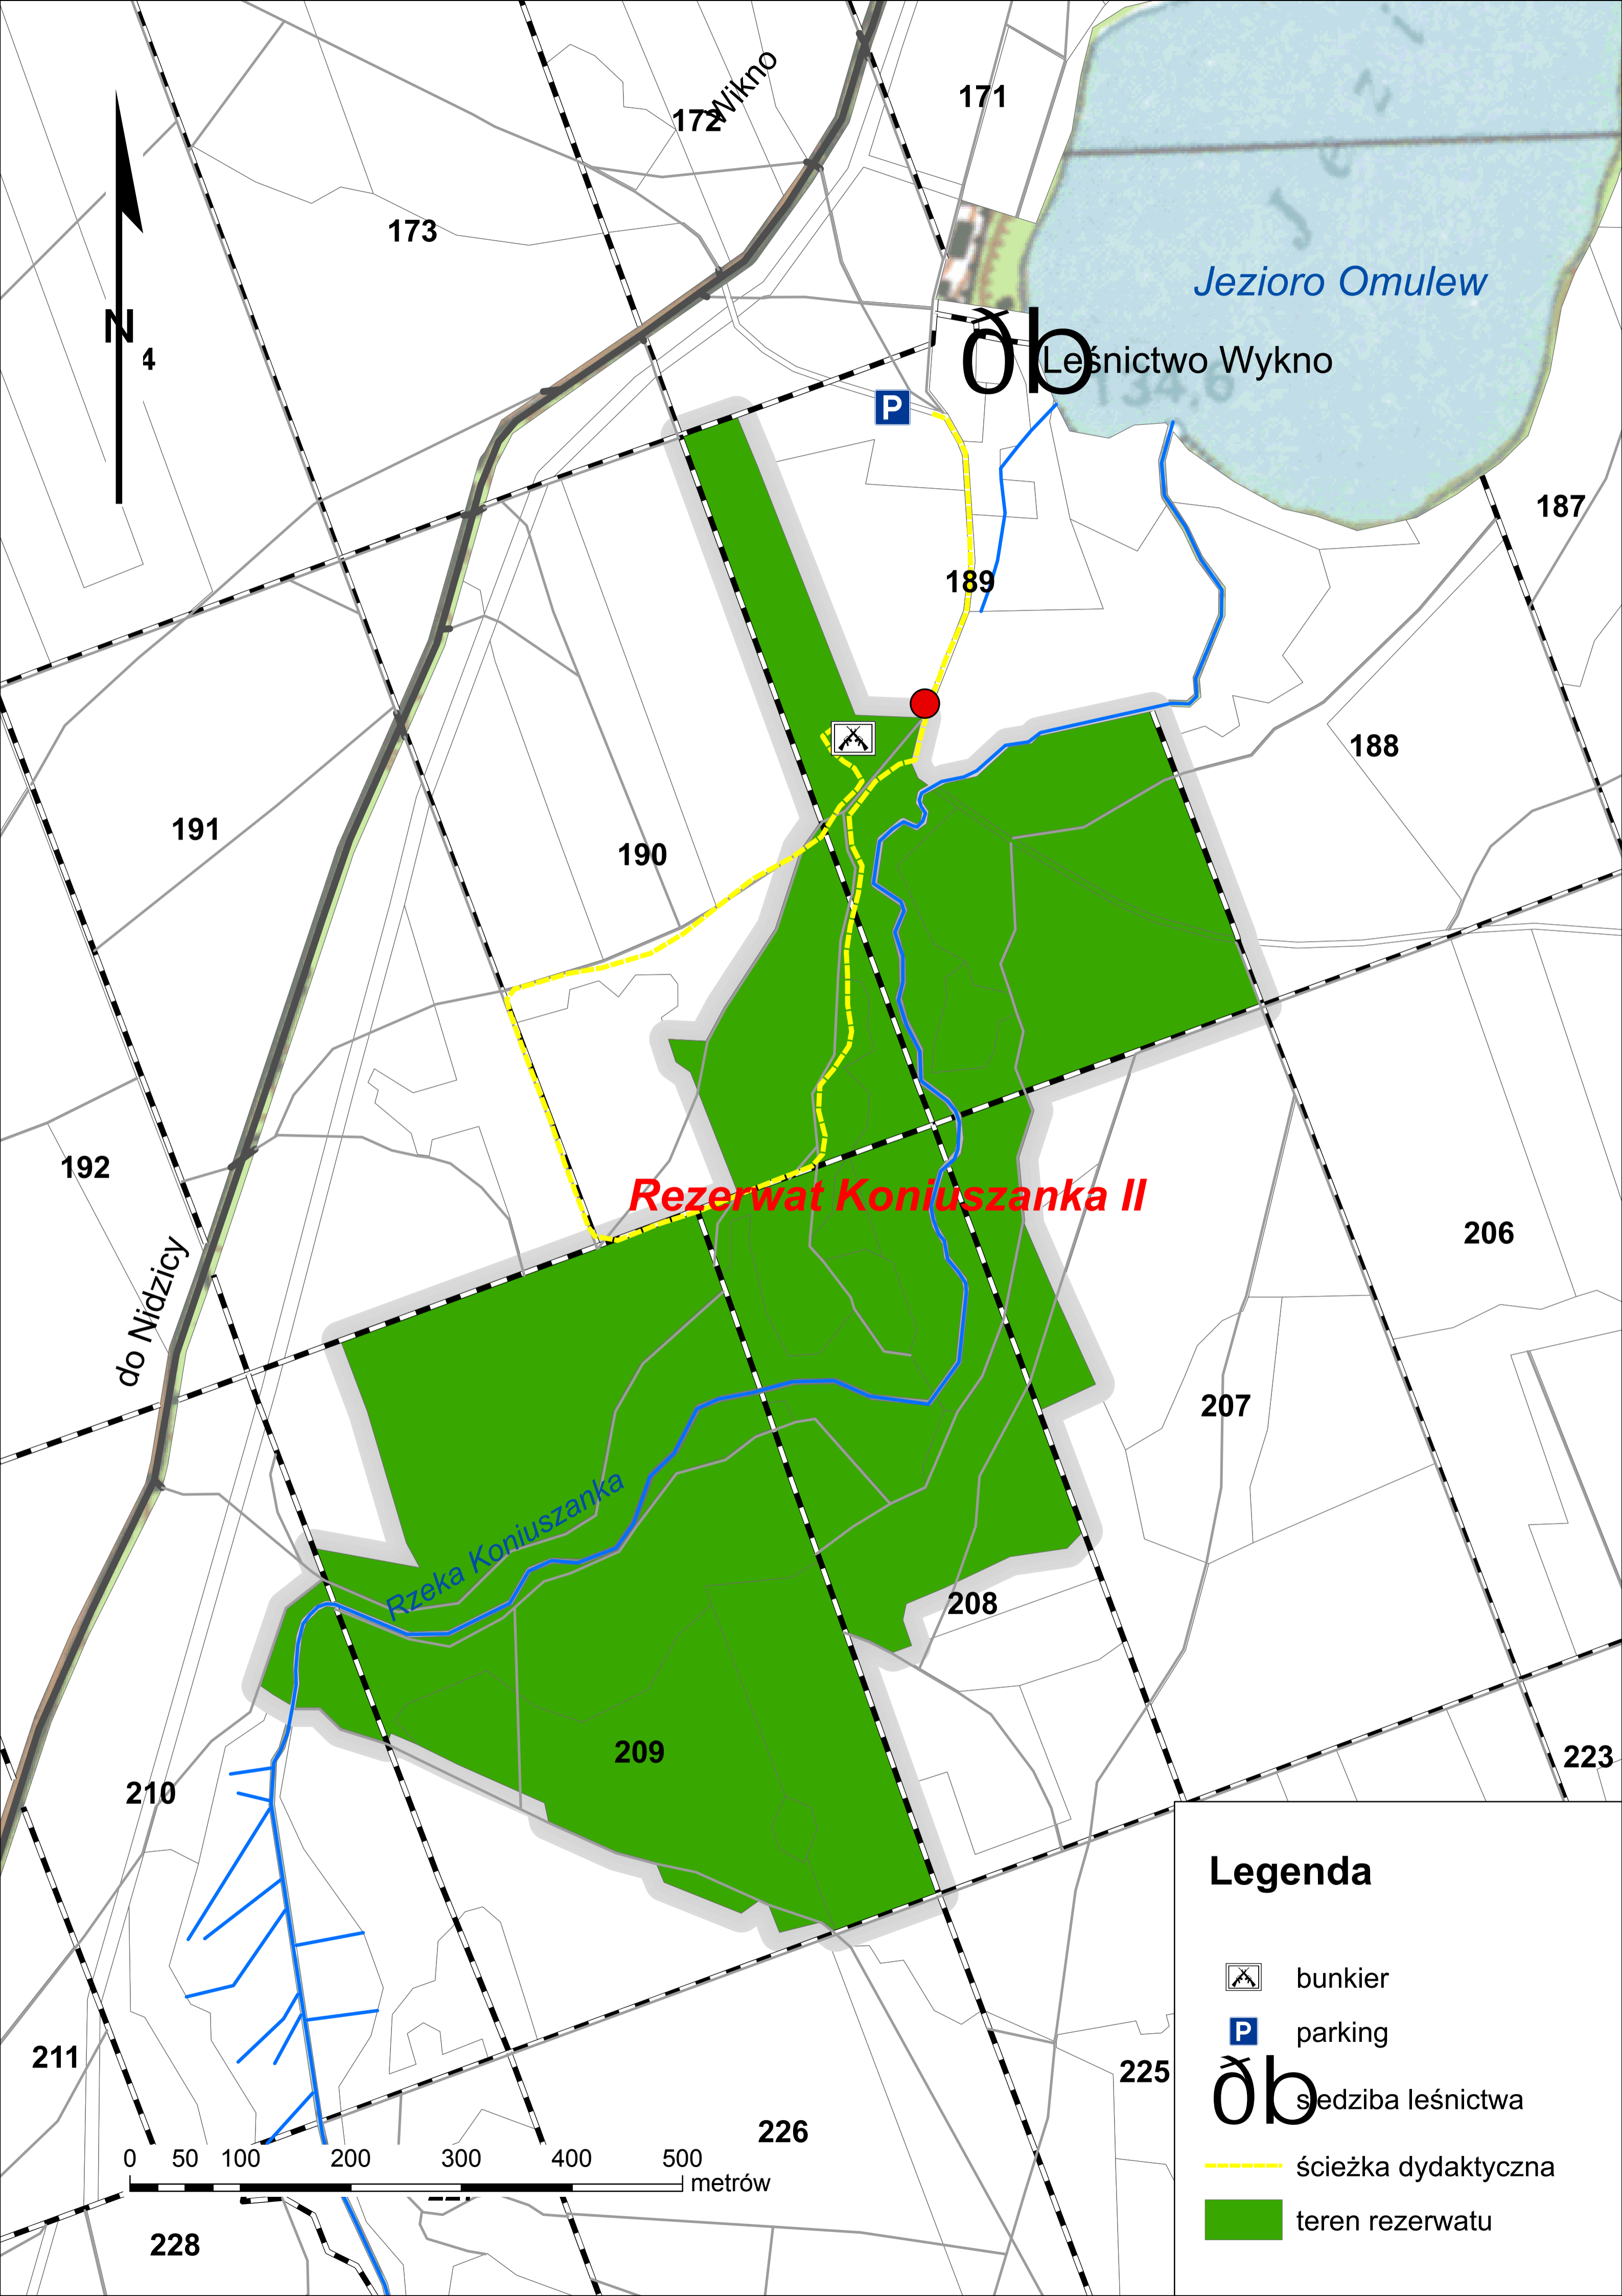 171
Wikno
172
J e z i
173
Jezioro Omulew
N
4
ðb
Leśnictwo Wykno
134,6
P
187
189
188
191
190
192
Rezerwat Koniuszanka II
206
do Nidzicy
207
Rzeka Koniuszanka
208
209
223
210
Legenda
bunkier
P parking
211
225
ðb siedziba leśnictwa
226
0 50 100 200 300 400 500
metrów
ścieżka dydaktyczna
228
teren rezerwatu